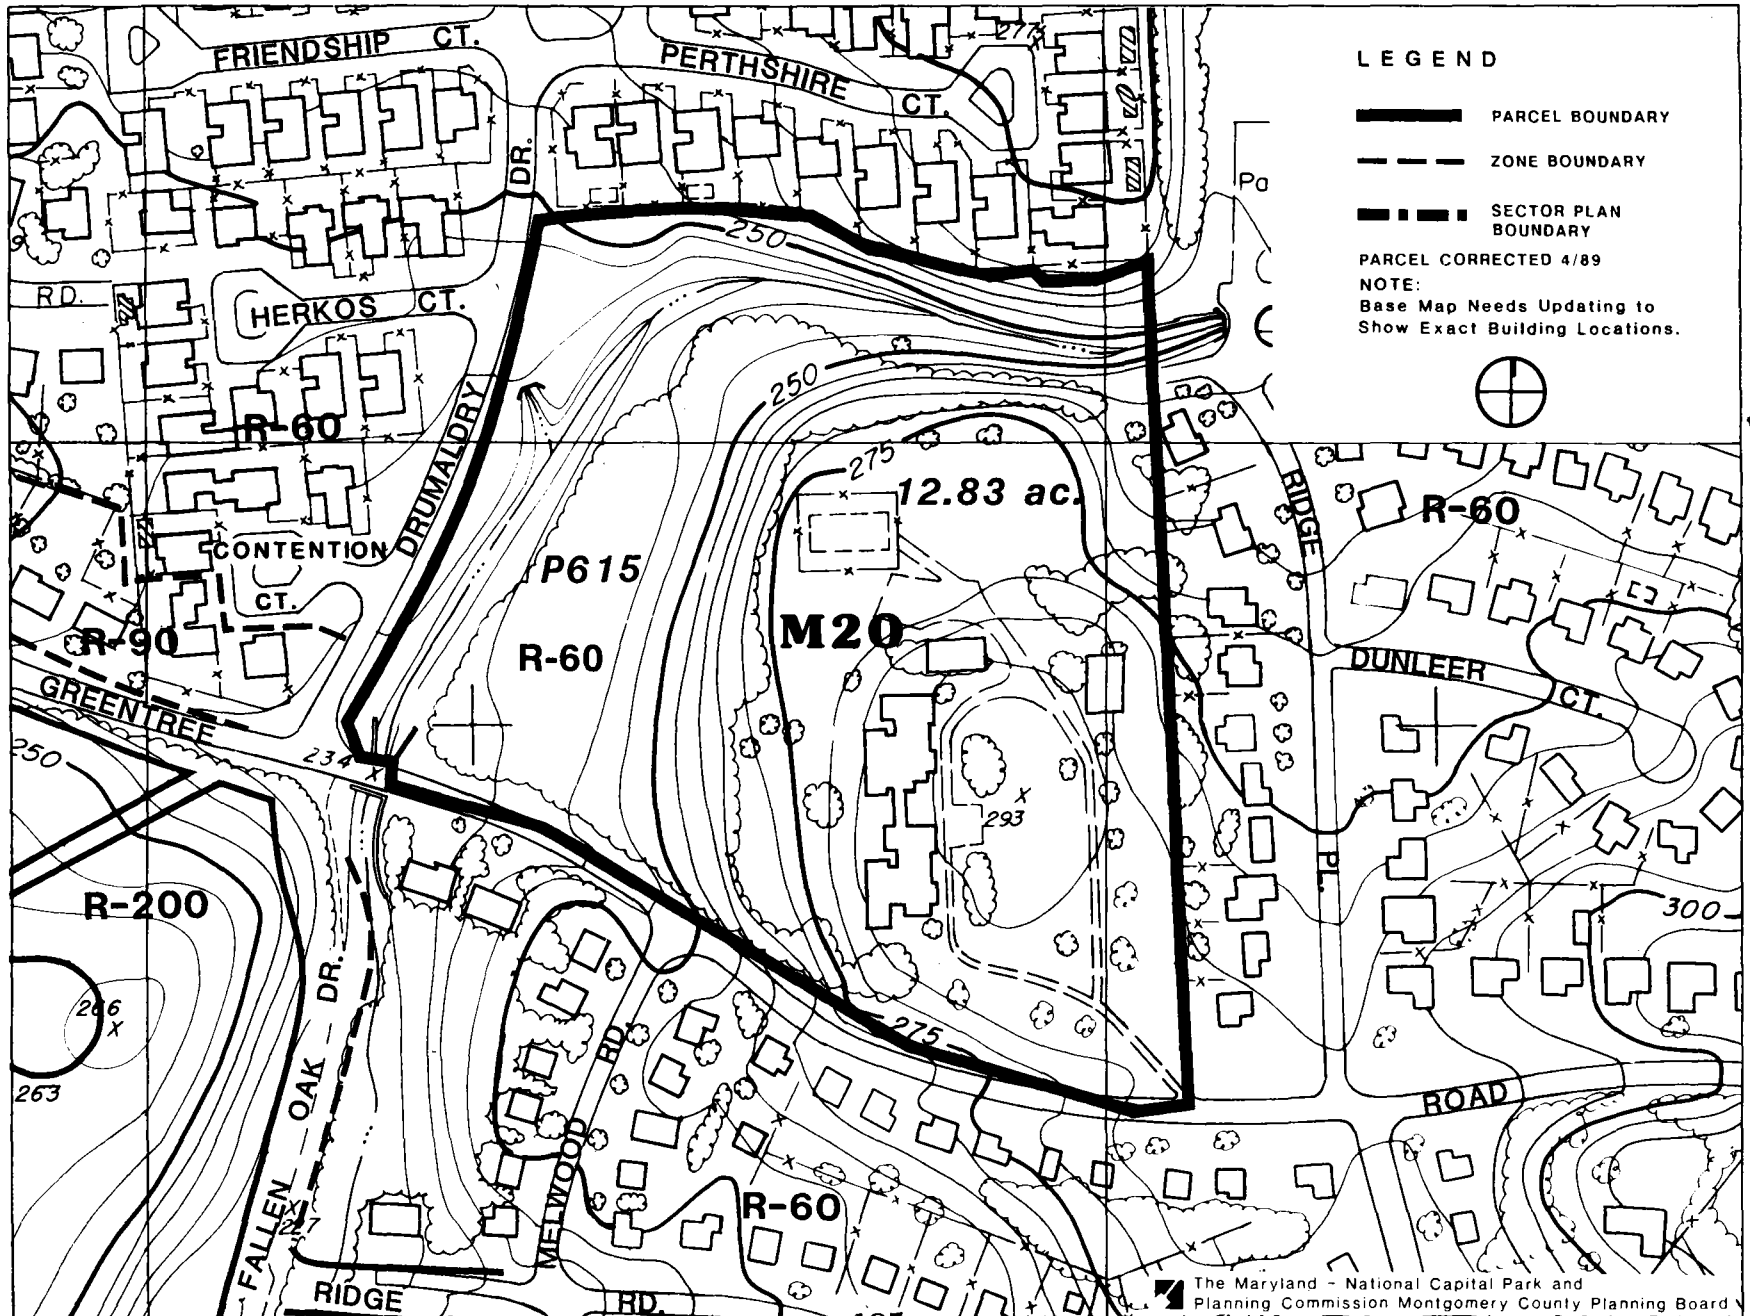 FRIENDSHIP CT.
PERTHSHIRE CT.
277
LEGEND
PARCEL BOUNDARY
ZONE BOUNDARY
SECTOR PLAN
BOUNDARY
PARCEL CORRECTED 4/89
NOTE:
Base Map Needs Updating to
Show Exact Building Locations.
DR.
Pa
250
RD.
HERKOS CT.
250
R-60
DRUMALDRY
275
12.83 ac.
RIDGE
R-60
CONTENTION
CT.
P615
M20
R-90
R-60
DUNLEER CT.
GREENTREE
250
234
293
PL.
R-200
300
DR.
266
275
263
OAK
RD.
ROAD
MELWOOD
FALLEN
227
R-60
RIDGE RD.
The Maryland - National Capital Park and
Planning Commission Montgomery County Planning Board